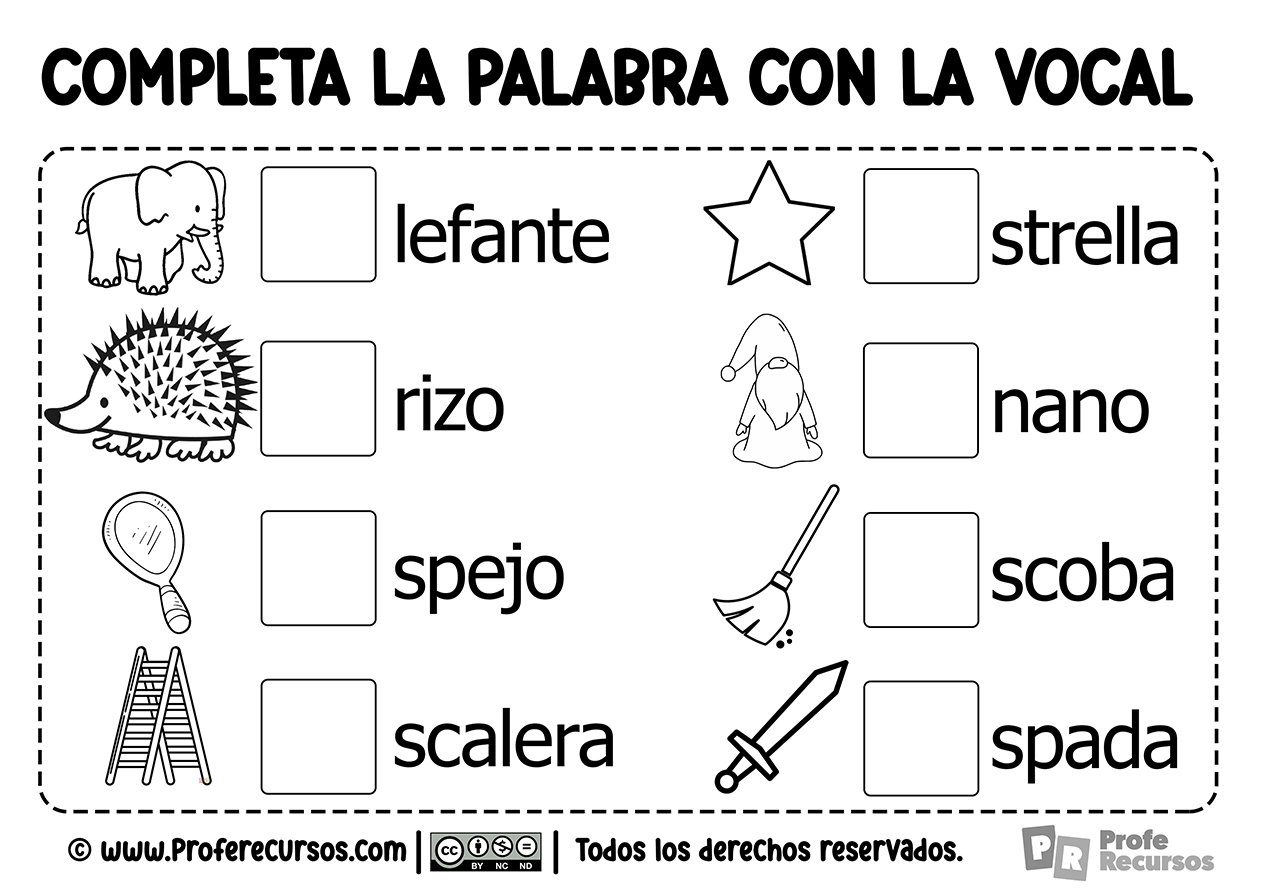 COMPLETA LA PALABRA CON LA VOCAL
lefante
strella
rizo
nano
spejo
scoba
scalera
spada
© www.Proferecursos.com | cc BY NC ND | Todos los derechos reservados.
PR Profe Recursos